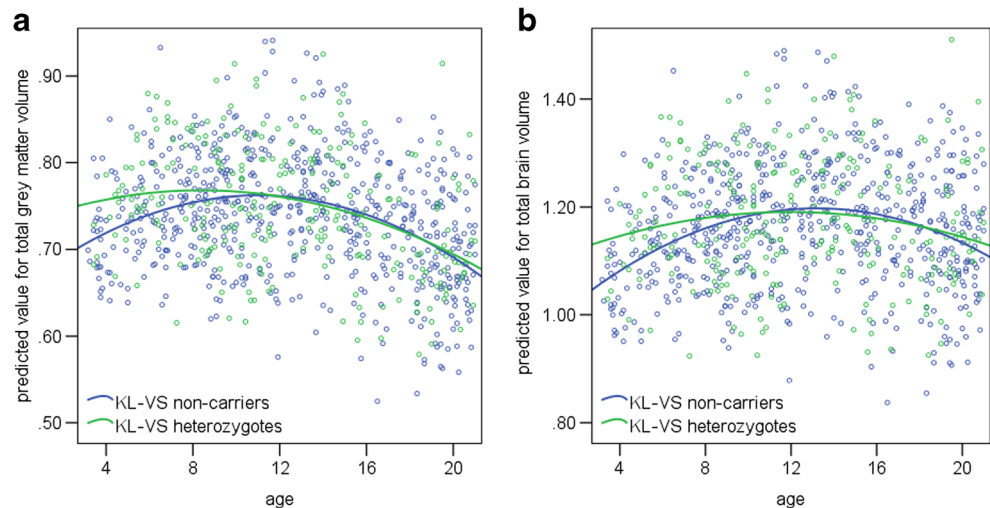 a
predicted value for total grey matter volume
.90
.80
.70
.60
.50
KL-VS non-carriers
KL-VS heterozygotes
4 8 12 16 20
age
b
predicted value for total brain volume
1.40
1.20
1.00
.80
KL-VS non-carriers
KL-VS heterozygotes
4 8 12 16 20
age